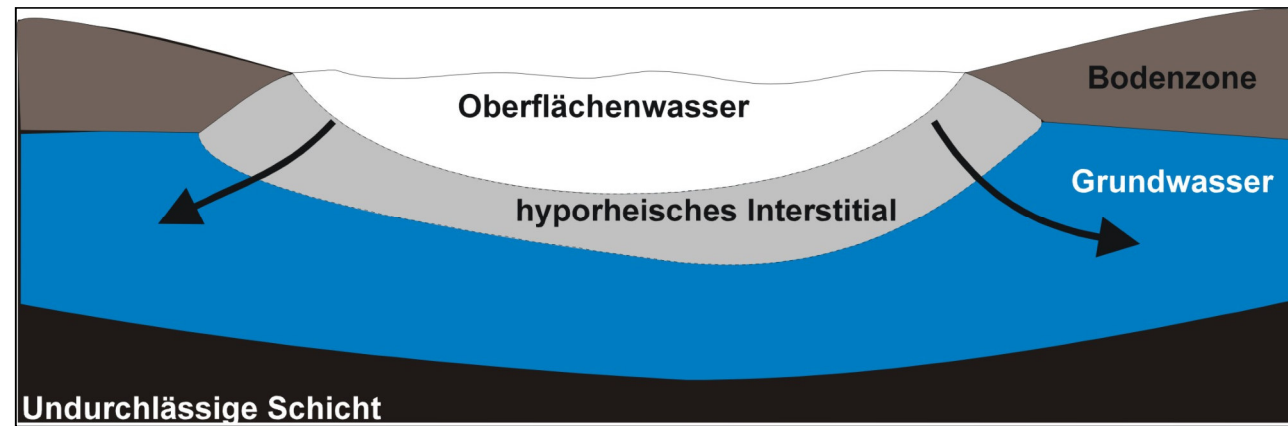 Bodenzone
Oberflächenwasser
Grundwasser
hyporheisches Interstitial
Undurchlässige Schicht